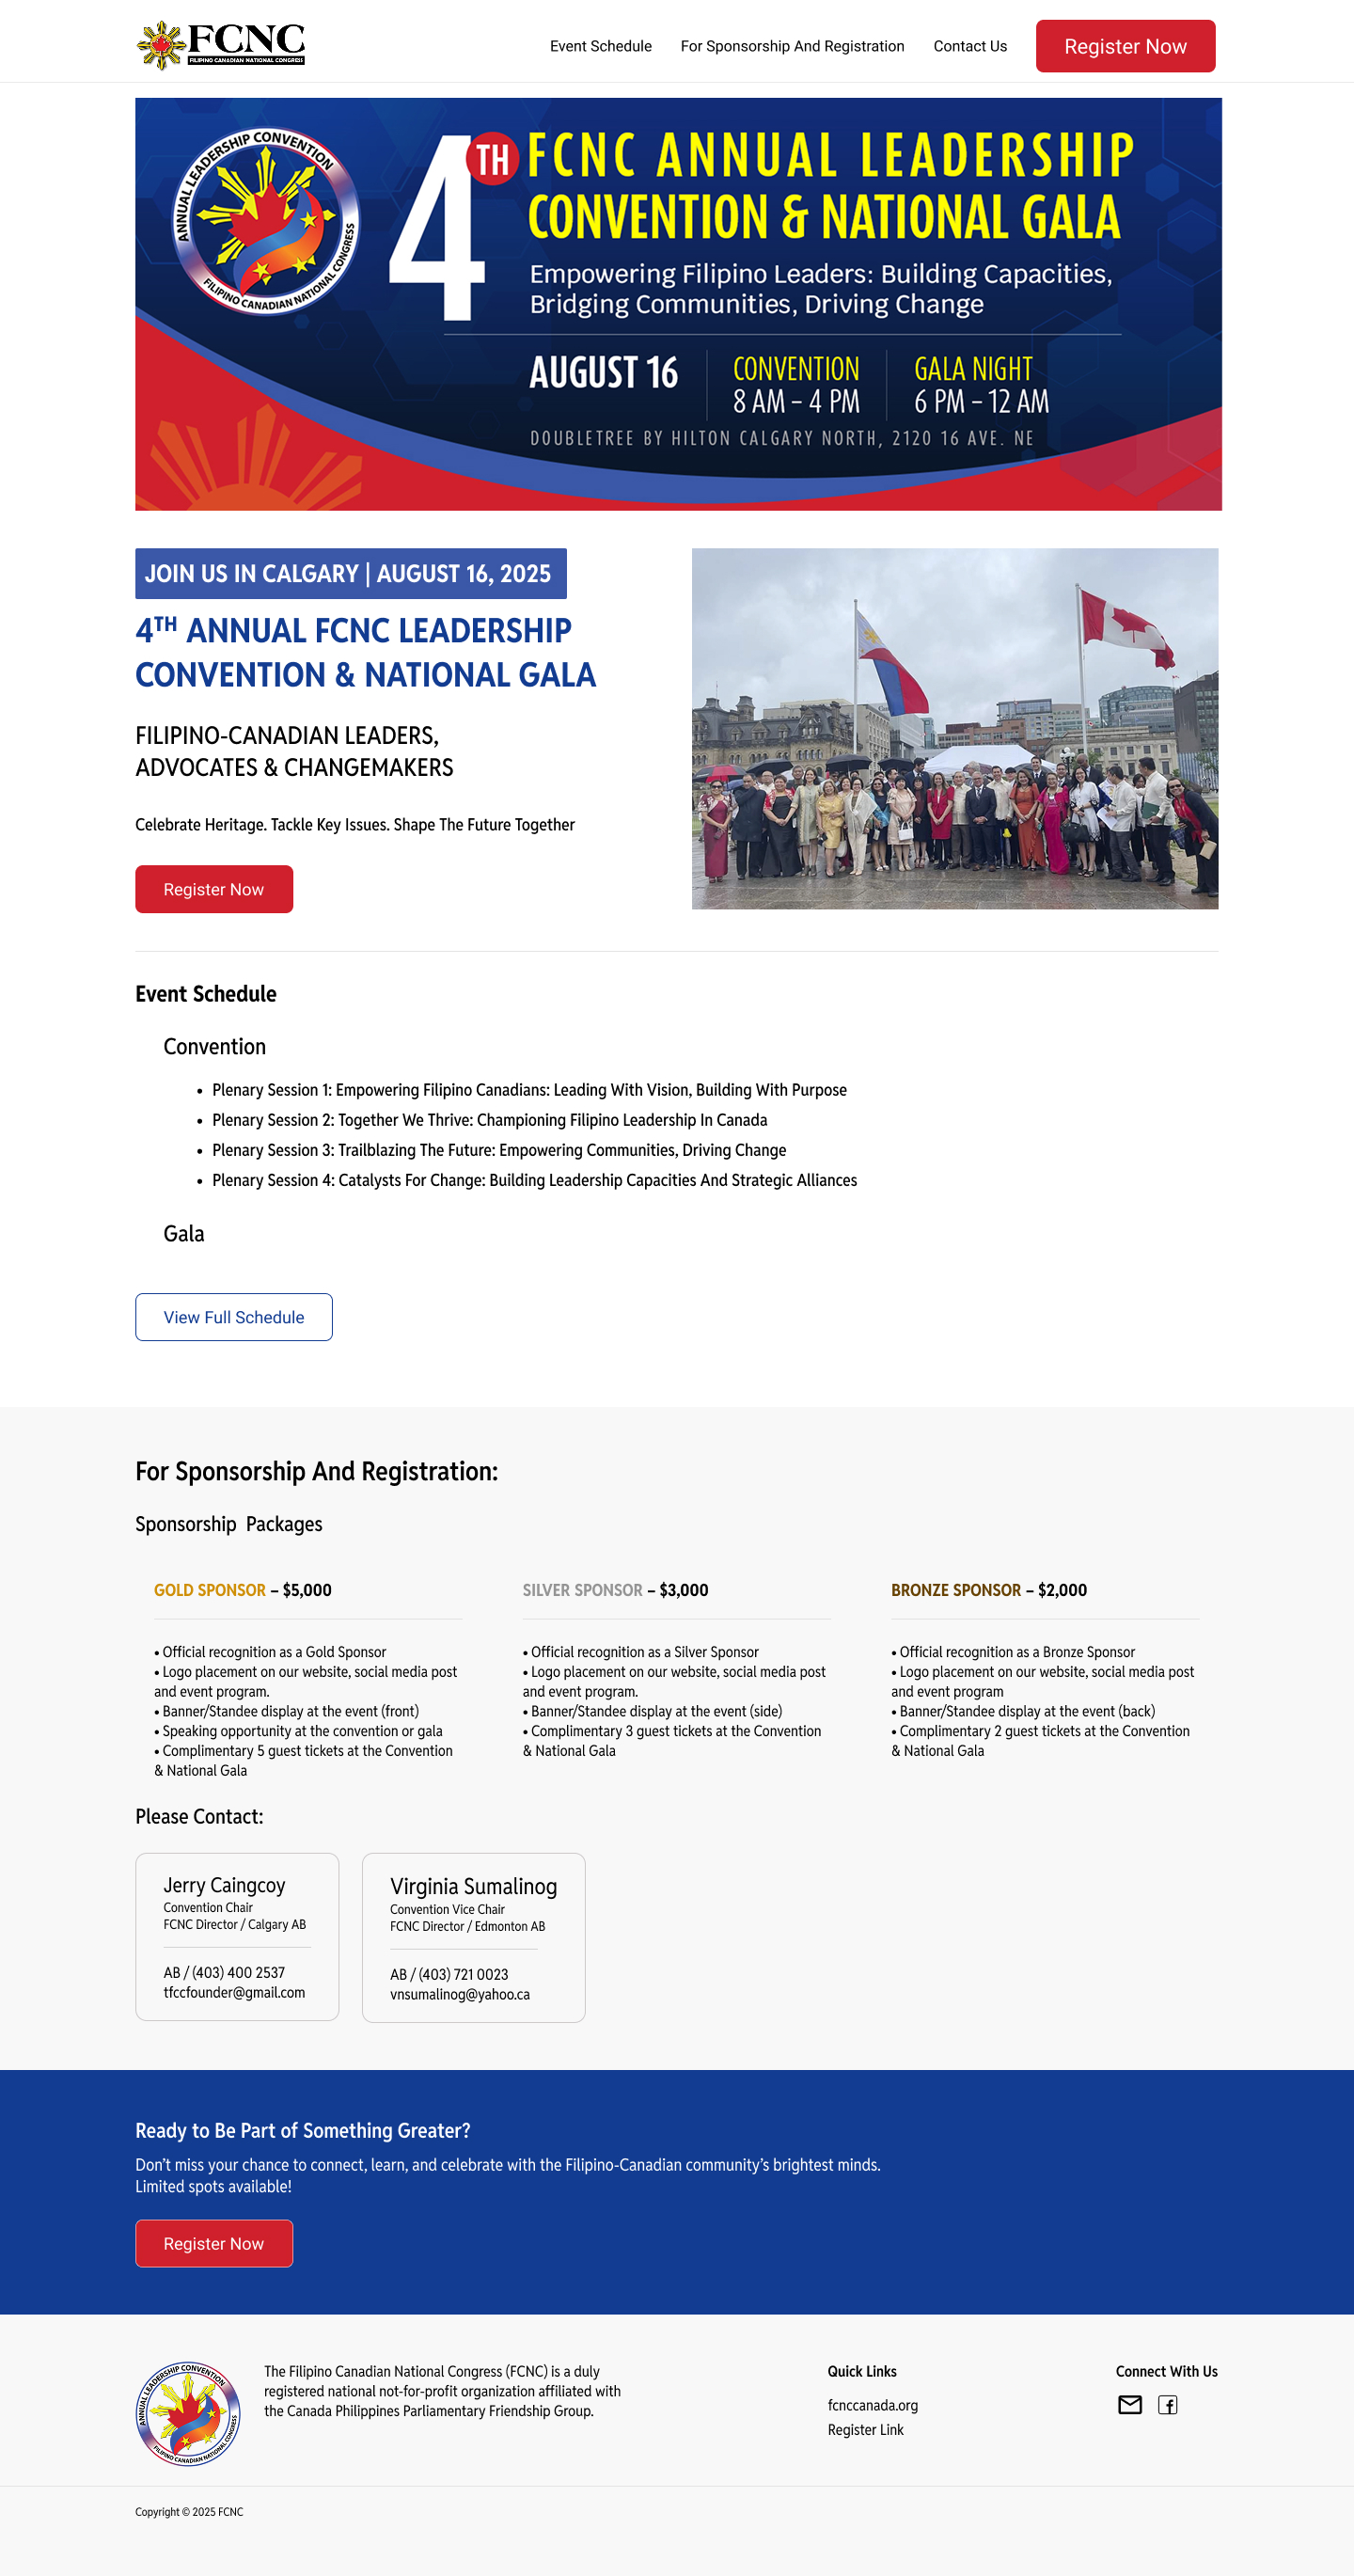 FCNC
FILIPINO CANADIAN NATIONAL CONGRESS
Event Schedule
For Sponsorship And Registration
Contact Us
Register Now
ANNUAL LEADERSHIP CONVENTION
FILIPINO CANADIAN NATIONAL CONGRESS
4TH FCNC ANNUAL LEADERSHIP
CONVENTION & NATIONAL GALA
Empowering Filipino Leaders: Building Capacities,
Bridging Communities, Driving Change
AUGUST 16
CONVENTION
8 AM – 4 PM
GALA NIGHT
6 PM – 12 AM
DOUBLETREE BY HILTON CALGARY NORTH, 2120 16 AVE. NE
JOIN US IN CALGARY | AUGUST 16, 2025
4TH ANNUAL FCNC LEADERSHIP
CONVENTION & NATIONAL GALA
FILIPINO-CANADIAN LEADERS,
ADVOCATES & CHANGEMAKERS
Celebrate Heritage. Tackle Key Issues. Shape The Future Together
Register Now
Event Schedule
Convention
• Plenary Session 1: Empowering Filipino Canadians: Leading With Vision, Building With Purpose
• Plenary Session 2: Together We Thrive: Championing Filipino Leadership In Canada
• Plenary Session 3: Trailblazing The Future: Empowering Communities, Driving Change
• Plenary Session 4: Catalysts For Change: Building Leadership Capacities And Strategic Alliances
Gala
View Full Schedule
For Sponsorship And Registration:
Sponsorship Packages
GOLD SPONSOR – $5,000
• Official recognition as a Gold Sponsor
• Logo placement on our website, social media post
and event program.
• Banner/Standee display at the event (front)
• Speaking opportunity at the convention or gala
• Complimentary 5 guest tickets at the Convention
& National Gala
SILVER SPONSOR – $3,000
• Official recognition as a Silver Sponsor
• Logo placement on our website, social media post
and event program.
• Banner/Standee display at the event (side)
• Complimentary 3 guest tickets at the Convention
& National Gala
BRONZE SPONSOR – $2,000
• Official recognition as a Bronze Sponsor
• Logo placement on our website, social media post
and event program
• Banner/Standee display at the event (back)
• Complimentary 2 guest tickets at the Convention
& National Gala
Please Contact:
Jerry Caingcoy
Convention Chair
FCNC Director / Calgary AB
AB / (403) 400 2537
tfccfounder@gmail.com
Virginia Sumalinog
Convention Vice Chair
FCNC Director / Edmonton AB
AB / (403) 721 0023
vnsumalinog@yahoo.ca
Ready to Be Part of Something Greater?
Don’t miss your chance to connect, learn, and celebrate with the Filipino-Canadian community’s brightest minds.
Limited spots available!
Register Now
ANNUAL LEADERSHIP CONVENTION
FILIPINO CANADIAN NATIONAL CONGRESS
The Filipino Canadian National Congress (FCNC) is a duly
registered national not-for-profit organization affiliated with
the Canada Philippines Parliamentary Friendship Group.
Quick Links
fcnccanada.org
Register Link
Connect With Us
Copyright © 2025 FCNC